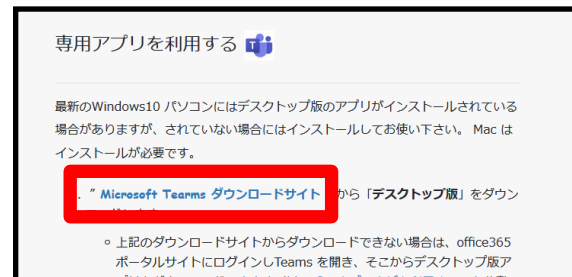 専用アプリを利用する
最新のWindows10 パソコンにはデスクトップ版のアプリがインストールされている
場合がありますが、されていない場合にはインストールしてお使い下さい。 Mac は
インストールが必要です。
. " Microsoft Tearms ダウンロードサイト から「デスクトップ版」をダウン
上記のダウンロードサイトからダウンロードできない場合は、office365
ポータルサイトにログインしTeams を開き、そこからデスクトップ版ア